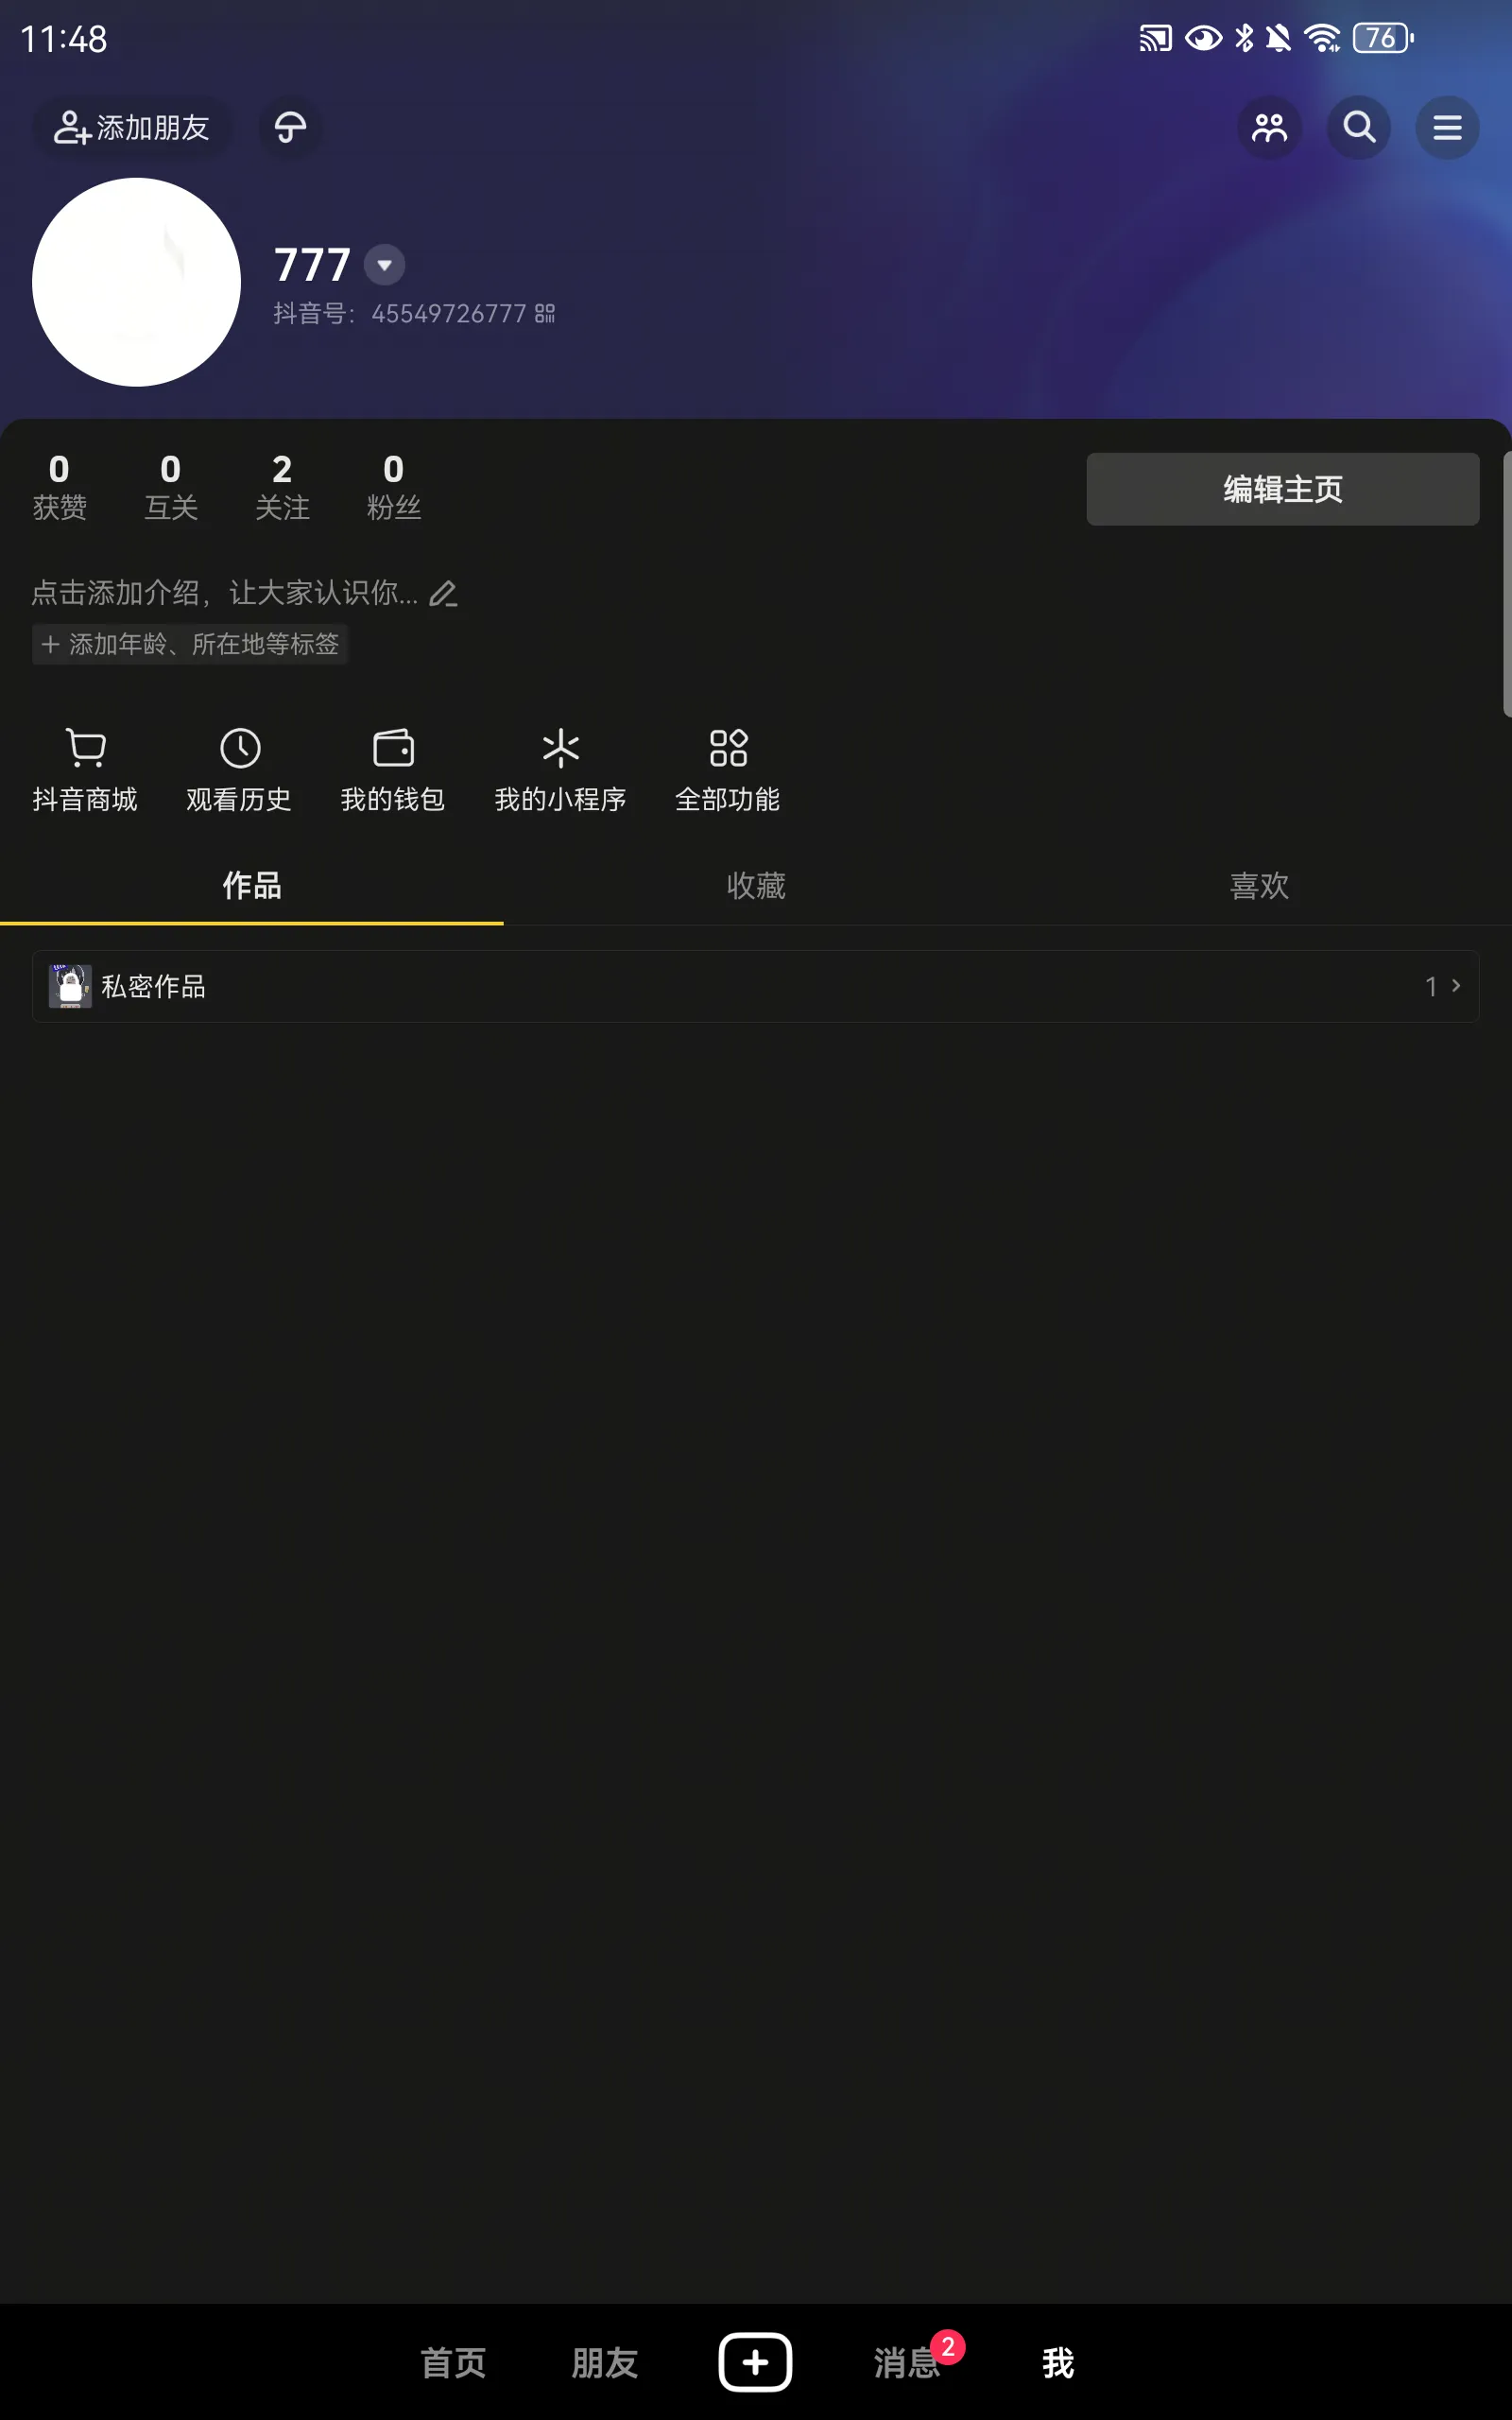 11:48
76
添加朋友
777
抖音号：45549726777
0 0 2 0
获赞 互关 关注 粉丝
编辑主页
点击添加介绍，让大家认识你...
+ 添加年龄、所在地等标签
抖音商城 观看历史 我的钱包 我的小程序 全部功能
作品 收藏 喜欢
私密作品 1
首页 朋友 消息 2 我